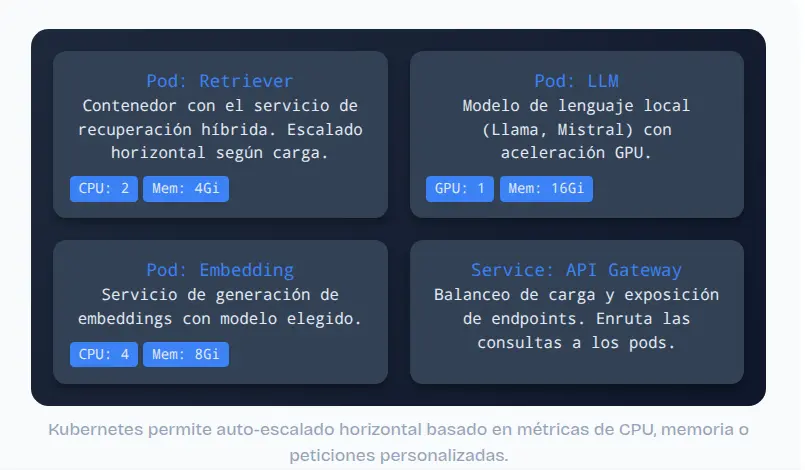 Pod: Retriever
Contenedor con el servicio de
recuperación híbrida. Escalado
horizontal según carga.
CPU: 2 Mem: 4Gi
Pod: LLM
Modelo de lenguaje local
(Llama, Mistral) con
aceleración GPU.
GPU: 1 Mem: 16Gi
Pod: Embedding
Servicio de generación de
embeddings con modelo elegido.
CPU: 4 Mem: 8Gi
Service: API Gateway
Balanceo de carga y exposición
de endpoints. Enruta las
consultas a los pods.
Kubernetes permite auto-escalado horizontal basado en métricas de CPU, memoria o
peticiones personalizadas.